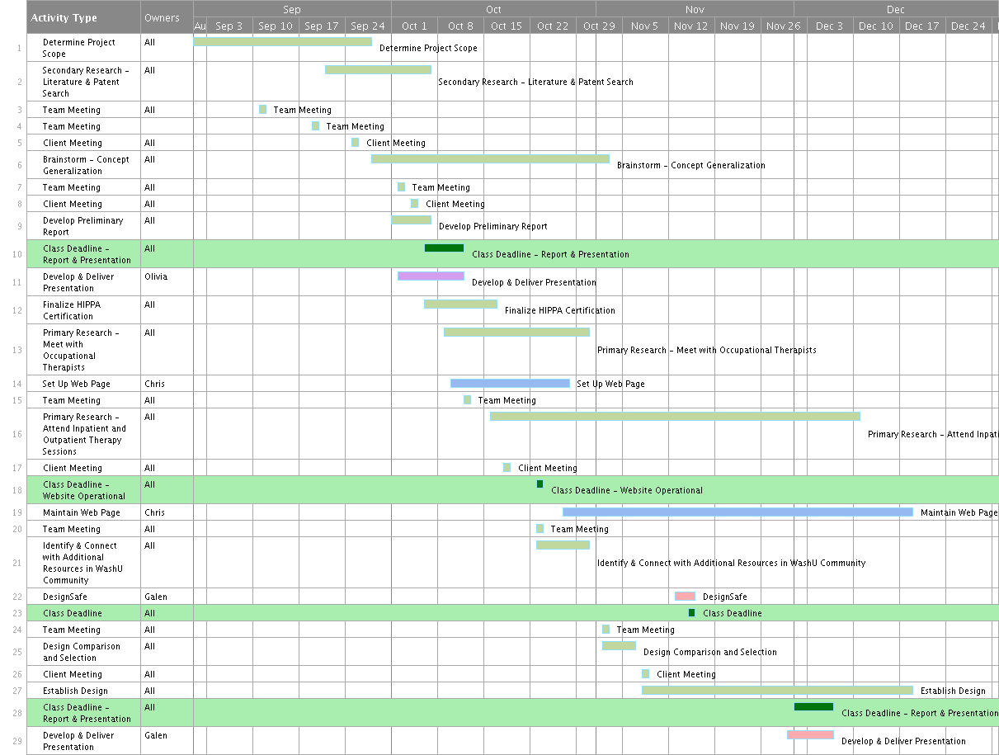 Activity Type Owners Sep Oct Nov Dec
Au Sep 3 Sep 10 Sep 17 Sep 24 Oct 1 Oct 8 Oct 15 Oct 22 Oct 29 Nov 5 Nov 12 Nov 19 Nov 26 Dec 3 Dec 10 Dec 17 Dec 24
1 Determine Project All Determine Project Scope
Scope
2 Secondary Research - All Secondary Research - Literature & Patent Search
Literature & Patent
Search
3 Team Meeting All Team Meeting
4 Team Meeting Team Meeting
5 Client Meeting All Client Meeting
6 Brainstorm - Concept All Brainstorm - Concept Generalization
Generalization
7 Team Meeting All Team Meeting
8 Client Meeting All Client Meeting
9 Develop Preliminary All Develop Preliminary Report
Report
10 Class Deadline - All Class Deadline - Report & Presentation
Report & Presentation
11 Develop & Deliver Olivia Develop & Deliver Presentation
Presentation
12 Finalize HIPPA All Finalize HIPPA Certification
Certification
13 Primary Research - All Primary Research - Meet with Occupational Therapists
Meet with
Occupational
Therapists
14 Set Up Web Page Chris Set Up Web Page
15 Team Meeting All Team Meeting
16 Primary Research - All Primary Research - Attend Inpati
Attend Inpatient and
Outpatient Therapy
Sessions
17 Client Meeting All Client Meeting
18 Class Deadline - All Class Deadline - Website Operational
Website Operational
19 Maintain Web Page Chris Maintain Web Page
20 Team Meeting All Team Meeting
21 Identify & Connect All Identify & Connect with Additional Resources in WashU Community
with Additional
Resources in WashU
Community
22 DesignSafe Galen DesignSafe
23 Class Deadline All Class Deadline
24 Team Meeting All Team Meeting
25 Design Comparison All Design Comparison and Selection
and Selection
26 Client Meeting All Client Meeting
27 Establish Design All Establish Design
28 Class Deadline - All Class Deadline - Report & Presentation
Report & Presentation
29 Develop & Deliver Galen Develop & Deliver Presentation
Presentation